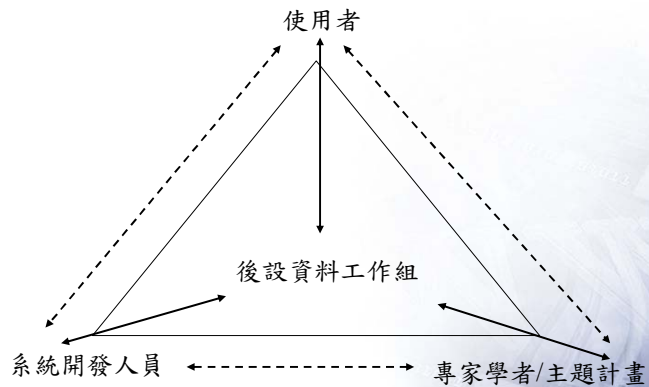 使用者
後設資料工作組
系統開發人員
專家學者/主題計畫